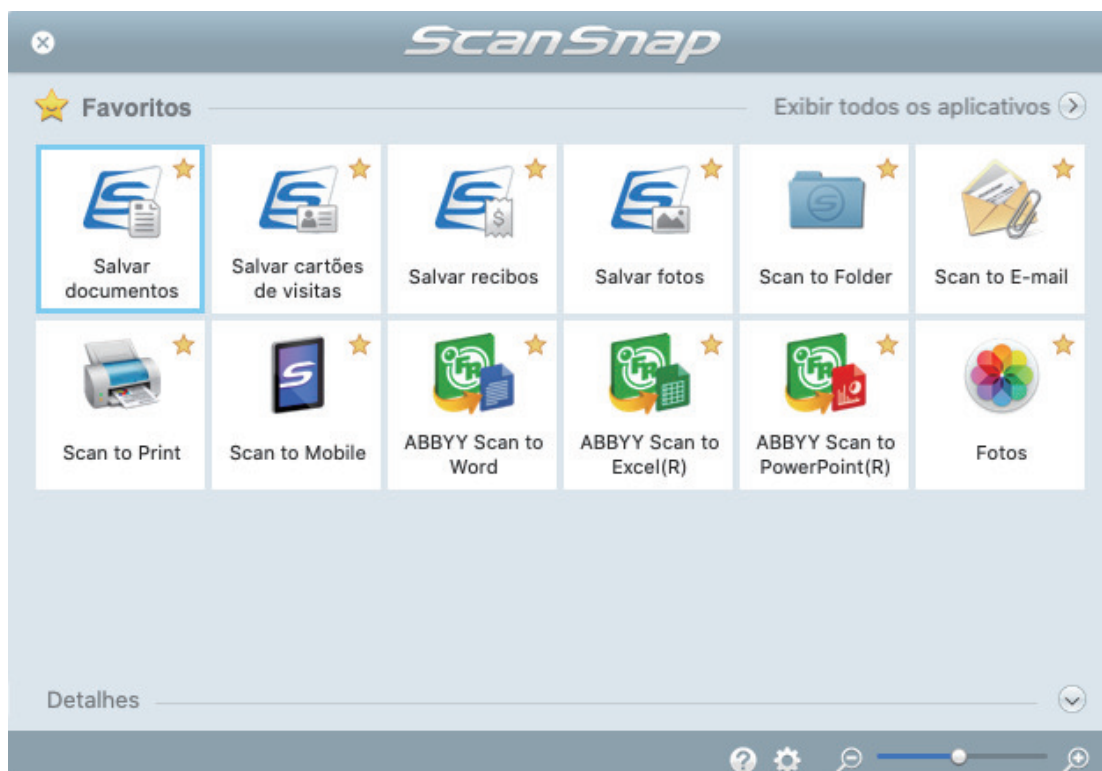 ScanSnap
Favoritos
Exibir todos os aplicativos
Salvar
documentos
Salvar cartões
de visitas
Salvar recibos
Salvar fotos
Scan to Folder
Scan to E-mail
Scan to Print
Scan to Mobile
ABBYY Scan to
Word
ABBYY Scan to
Excel(R)
ABBYY Scan to
PowerPoint(R)
Fotos
Detalhes